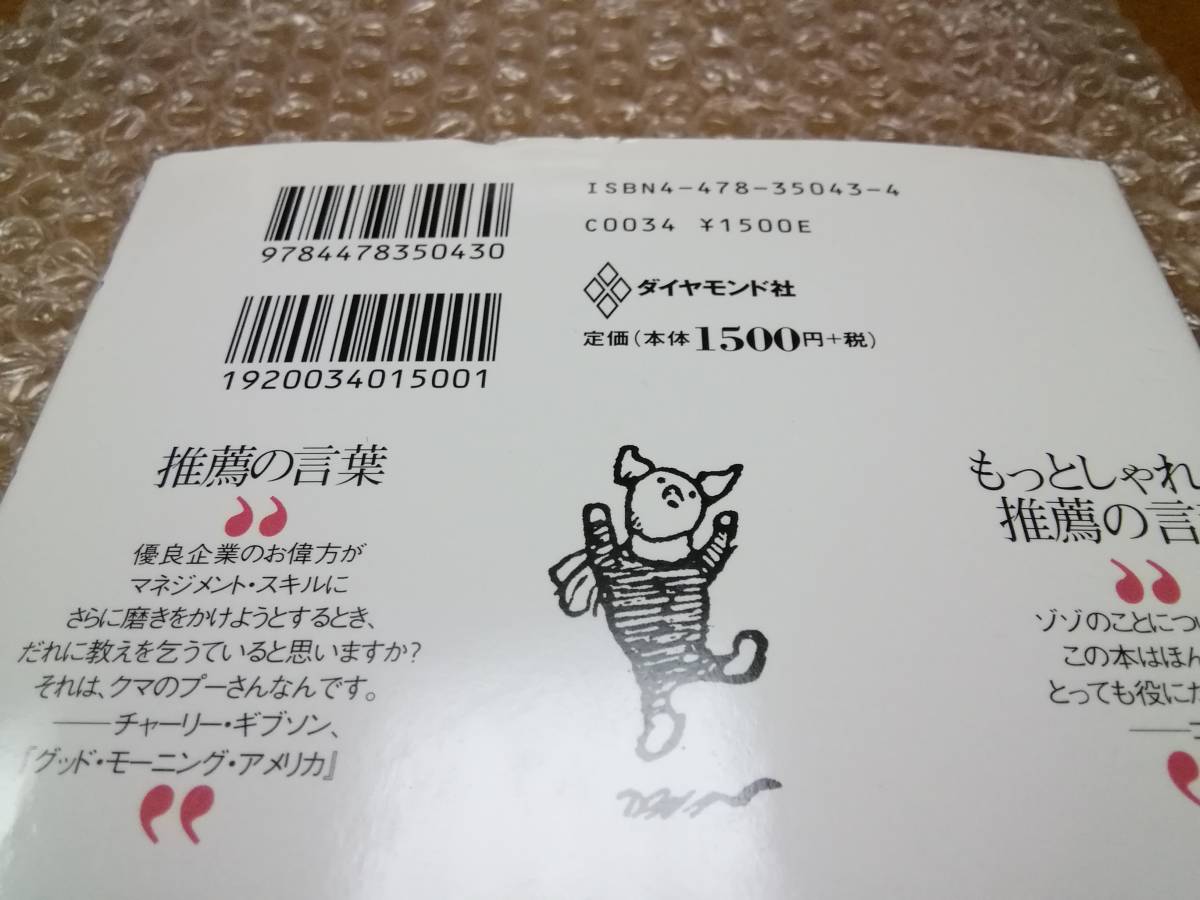 9784478350430
ISBN4-478-35043-4
C0034 ¥1500E
1920034015001
ダイヤモンド社
定価(本体1500円+税)
推薦の言葉
“
優良企業のお偉方が
マネジメント・スキルに
さらに磨きをかけようとするとき、
だれに教えを乞うていると思いますか?
それは、クマのプーさんなんです。
——チャーリー・ギブソン、
『グッド・モーニング・アメリカ』
”
もっとしゃれ
推薦の言
“
ゾゾのことにつ
この本はほん
とっても役に